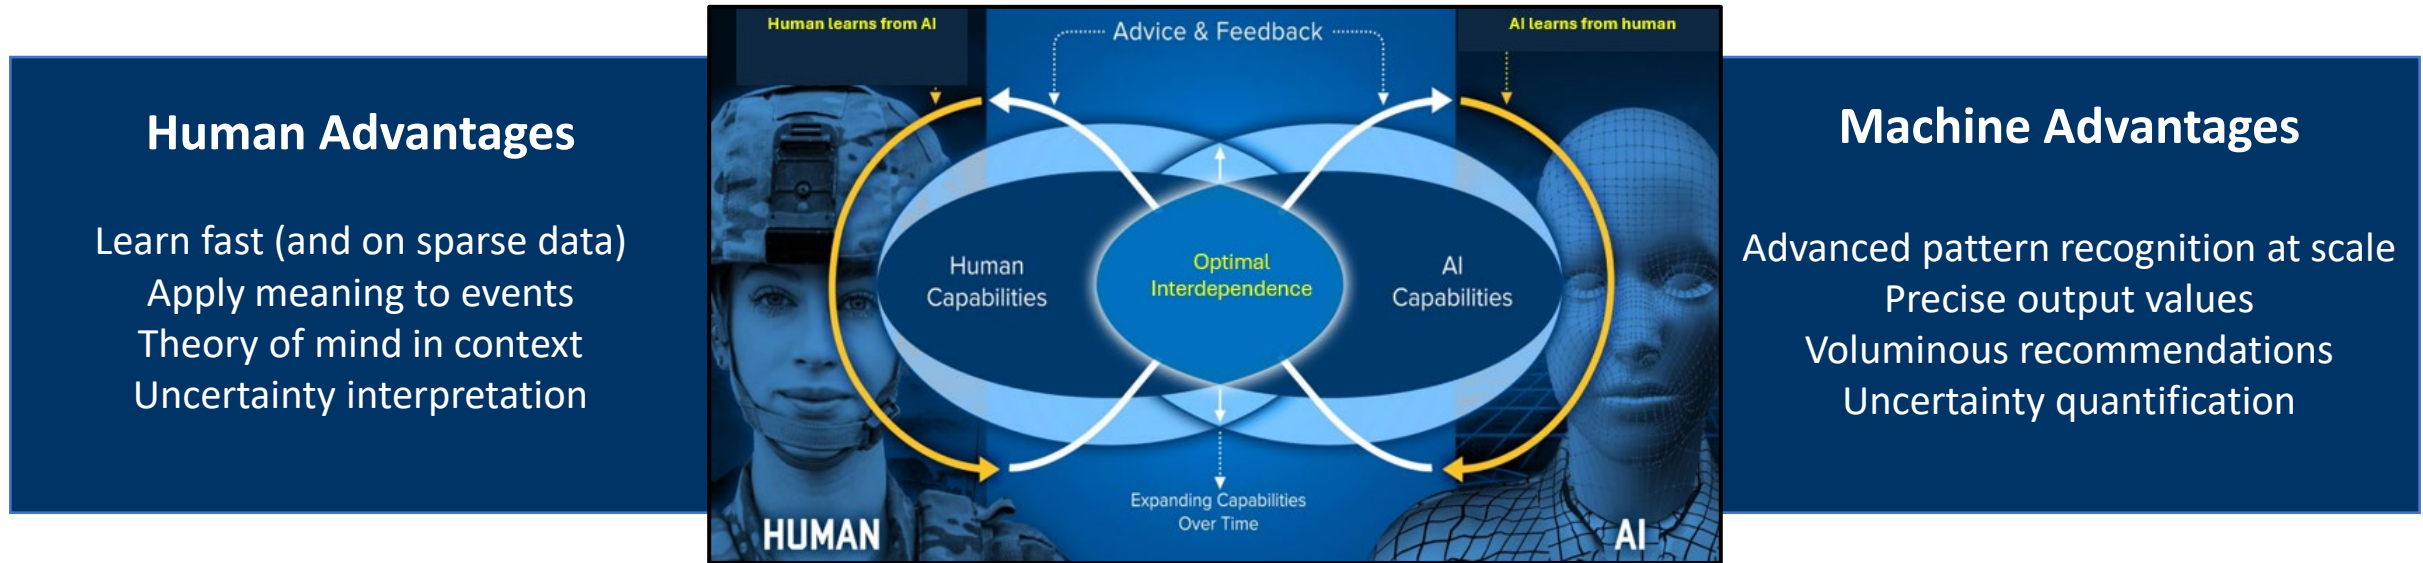 Human Advantages
Learn fast (and on sparse data)
Apply meaning to events
Theory of mind in context
Uncertainty interpretation
Human learns from AI
Advice & Feedback
AI learns from human
Human
Capabilities
Optimal
Interdependence
AI
Capabilities
Expanding Capabilities
Over Time
HUMAN
AI
Machine Advantages
Advanced pattern recognition at scale
Precise output values
Voluminous recommendations
Uncertainty quantification